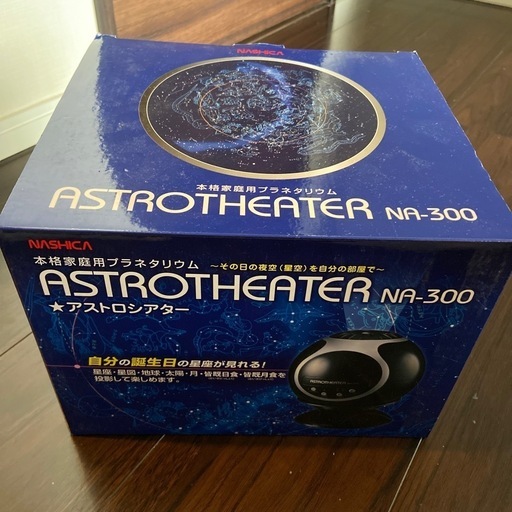 NASHICA
本格家庭用プラネタリウム
ASTROTHEATER NA-300
NASHICA
本格家庭用プラネタリウム ～その日の夜空(星空)を自分の部屋で～
ASTROTHEATER NA-300
★アストロシアター
自分の誕生日の星座が見れる!
星座・星図・地球・太陽・月・皆既日食・皆既月食を
投影して楽しめます。
ASTROTHEATER